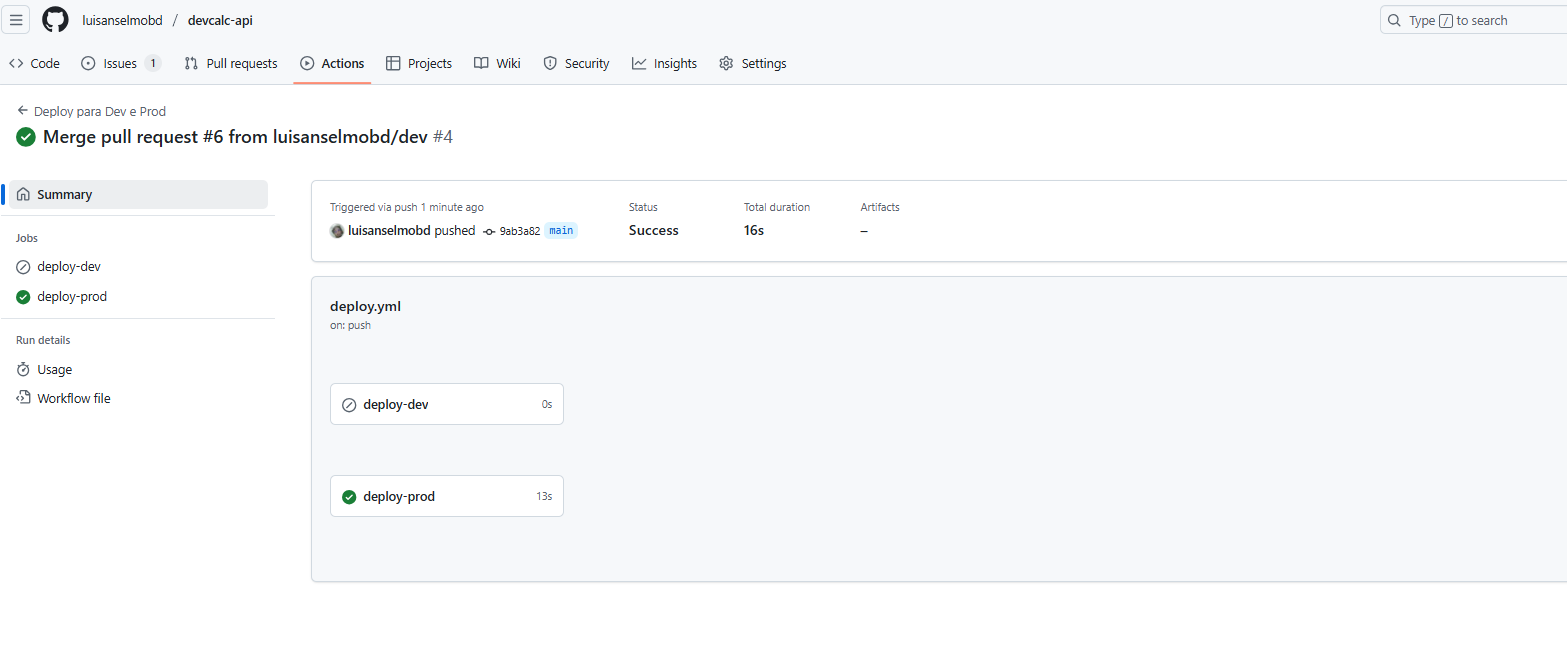 luisanselmobd / devcalc-api
Type / to search
Code Issues 1 Pull requests Actions Projects Wiki Security Insights Settings
Deploy para Dev e Prod
Merge pull request #6 from luisanselmobd/dev #4
Summary
Jobs
deploy-dev
deploy-prod
Run details
Usage
Workflow file
Triggered via push 1 minute ago
luisanselmobd pushed 9ab3a82 main
Status
Success
Total duration
16s
Artifacts
–
deploy.yml
on: push
deploy-dev 0s
deploy-prod 13s